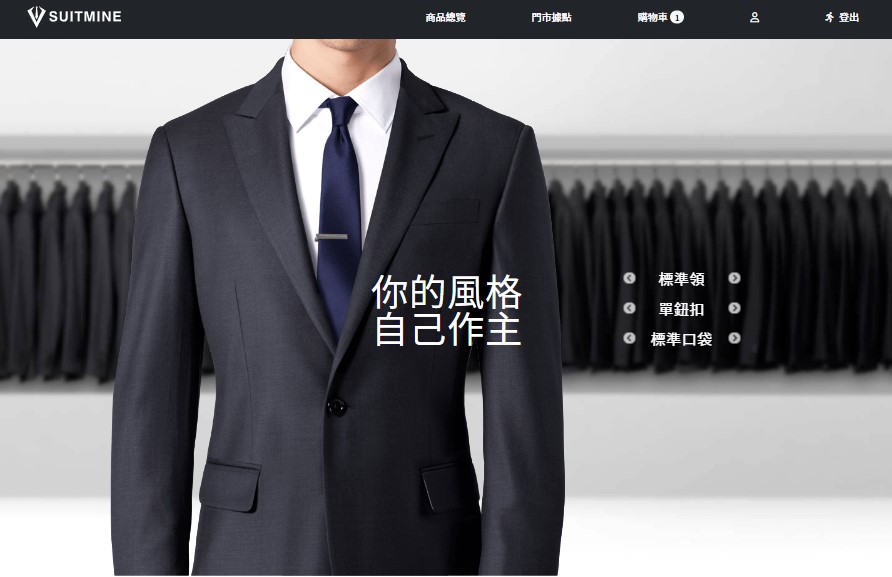 SUITMINE
商品總覽
門市據點
購物車 1
登出
你的風格
自己作主
標準領
單鈕扣
標準口袋